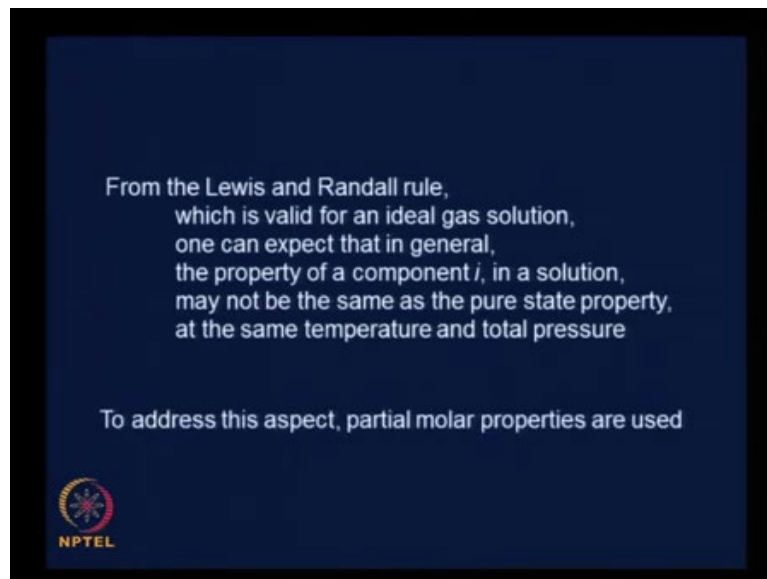 From the Lewis and Randall rule,
which is valid for an ideal gas solution,
one can expect that in general,
the property of a component i, in a solution,
may not be the same as the pure state property,
at the same temperature and total pressure
To address this aspect, partial molar properties are used
NPTEL